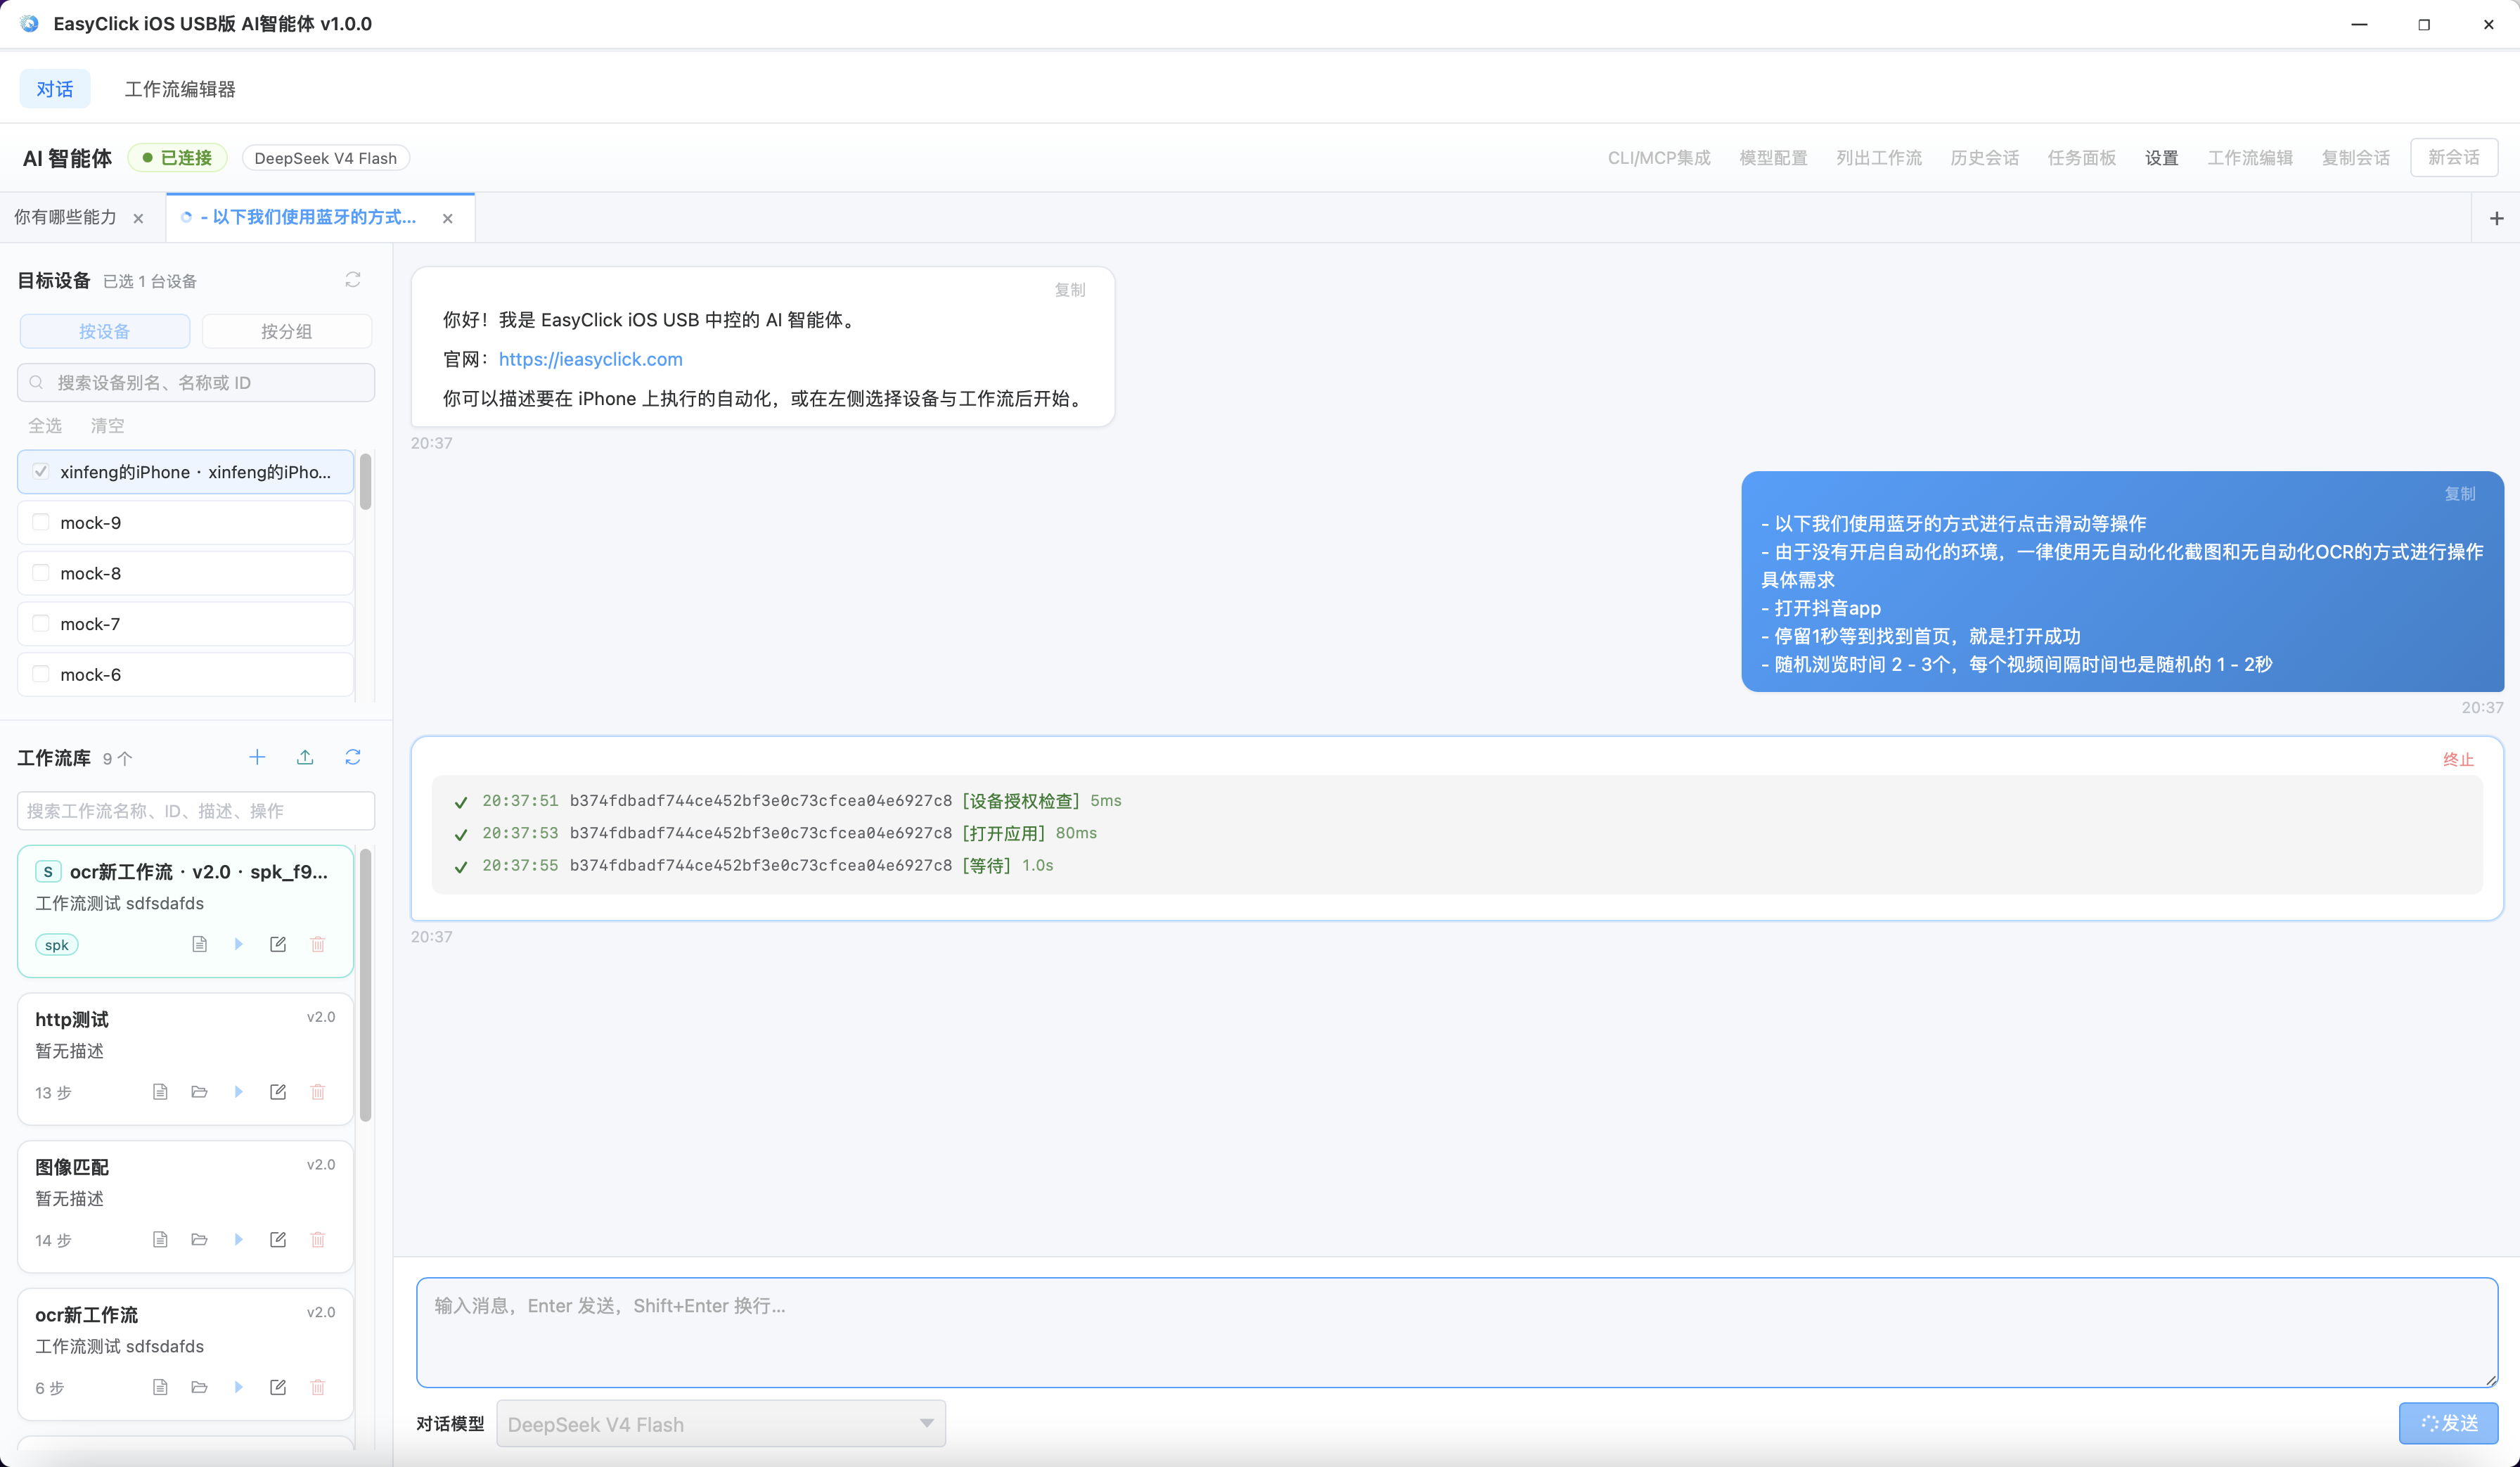 EasyClick iOS USB版 AI智能体 v1.0.0
对话
工作流编辑器
AI 智能体
已连接
DeepSeek V4 Flash
CLI/MCP集成
模型配置
列出工作流
历史会话
任务面板
设置
工作流编辑
复制会话
新会话
你有哪些能力
- 以下我们使用蓝牙的方式...
目标设备 已选 1 台设备
按设备
按分组
搜索设备别名、名称或 ID
全选
清空
xinfeng的iPhone · xinfeng的iPho...
mock-9
mock-8
mock-7
mock-6
工作流库 9 个
搜索工作流名称、ID、描述、操作
S ocr新工作流 · v2.0 · spk_f9...
工作流测试 sdfsdafds
spk
http测试 v2.0
暂无描述
13 步
图像匹配 v2.0
暂无描述
14 步
ocr新工作流 v2.0
工作流测试 sdfsdafds
6 步
复制
你好！我是 EasyClick iOS USB 中控的 AI 智能体。
官网：https://ieasyclick.com
你可以描述要在 iPhone 上执行的自动化，或在左侧选择设备与工作流后开始。
20:37
复制
- 以下我们使用蓝牙的方式进行点击滑动等操作
- 由于没有开启自动化的环境，一律使用无自动化化截图和无自动化OCR的方式进行操作
具体需求
- 打开抖音app
- 停留1秒等到找到首页，就是打开成功
- 随机浏览时间 2 - 3个，每个视频间隔时间也是随机的 1 - 2秒
20:37
终止
20:37:51 b374fdbadf744ce452bf3e0c73cfcea04e6927c8 [设备授权检查] 5ms
20:37:53 b374fdbadf744ce452bf3e0c73cfcea04e6927c8 [打开应用] 80ms
20:37:55 b374fdbadf744ce452bf3e0c73cfcea04e6927c8 [等待] 1.0s
20:37
输入消息，Enter 发送，Shift+Enter 换行...
对话模型
DeepSeek V4 Flash
发送